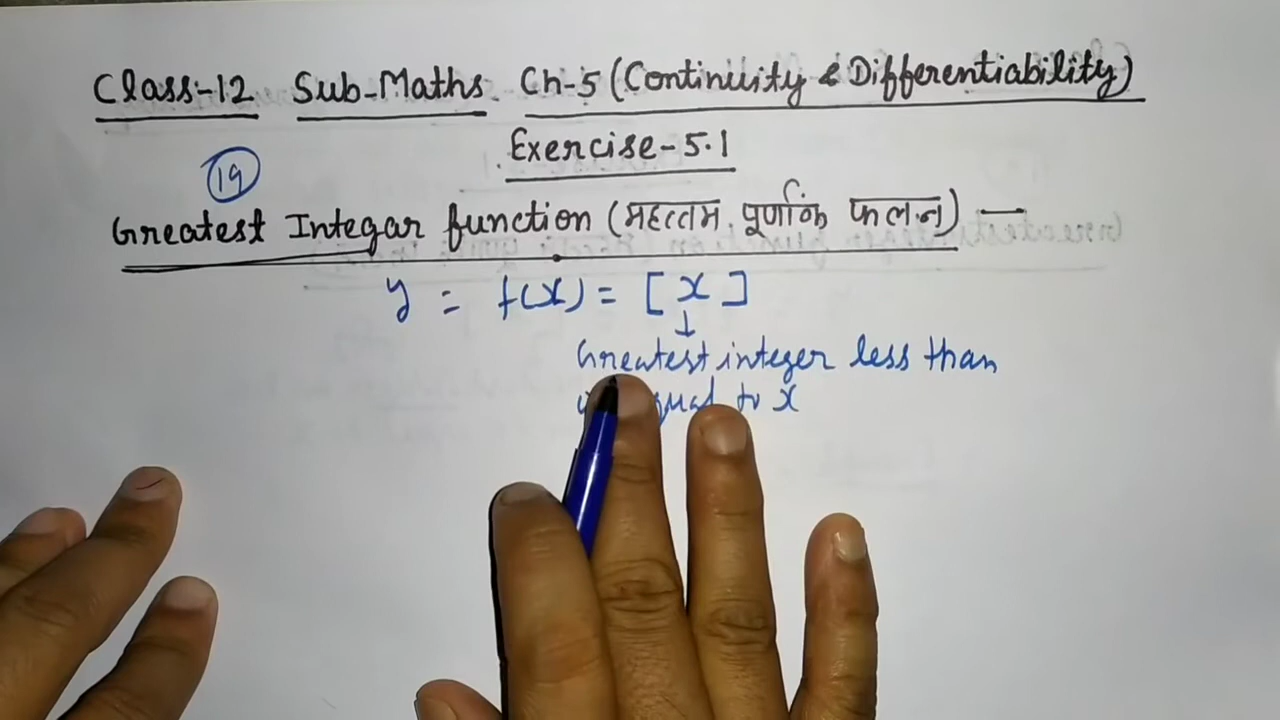 Class:-12 Sub-Maths. Ch-5 (Continuity & Differentiability)
Exercise-5.1
19
Greatest Integar function (महत्तम पूर्णांक फलन) —
y = f(x) = [x]
↓
Greatest integer less than
to x